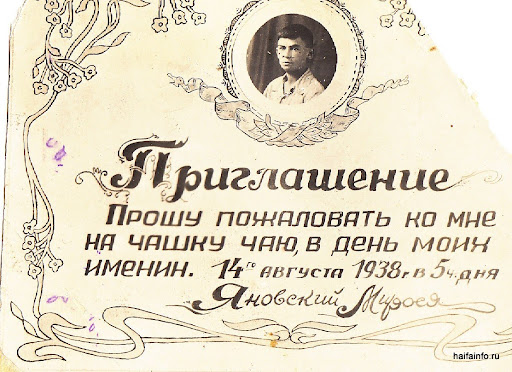 Приглашение
Прошу пожаловать ко мне
на чашку чаю, в день моих
именин. 14го августа 1938г в 5ч. дня
Яновский
haifainfo.ru